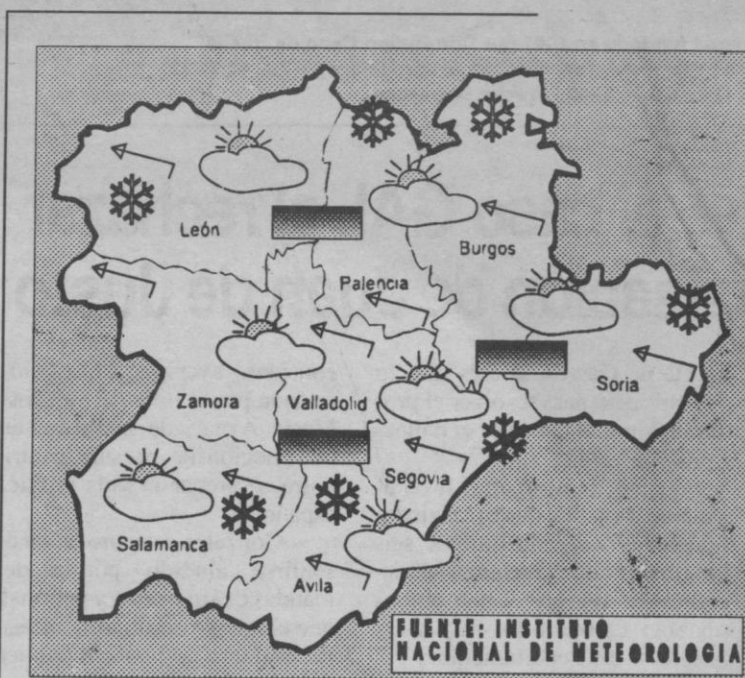 León
Burgos
Palencia
Soria
Zamora
Valladolid
Segovia
Salamanca
Avila
FUENTE: INSTITUTO
NACIONAL DE METEOROLOGIA